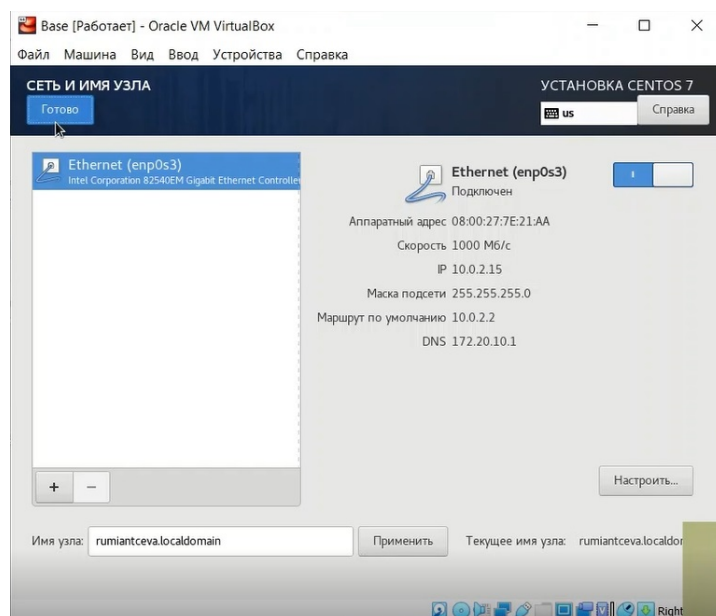 Base [Работает] - Oracle VM VirtualBox
Файл Машина Вид Ввод Устройства Справка
СЕТЬ И ИМЯ УЗЛА
УСТАНОВКА CENTOS 7
Готово
us
Справка
Ethernet (enp0s3)
Intel Corporation 82540EM Gigabit Ethernet Controller
Ethernet (enp0s3)
Подключен
Аппаратный адрес 08:00:27:7E:21:AA
Скорость 1000 Мб/с
IP 10.0.2.15
Маска подсети 255.255.255.0
Маршрут по умолчанию 10.0.2.2
DNS 172.20.10.1
+ −
Настроить...
Имя узла: rumiantceva.localdomain Применить Текущее имя узла: rumiantceva.localdor
Right